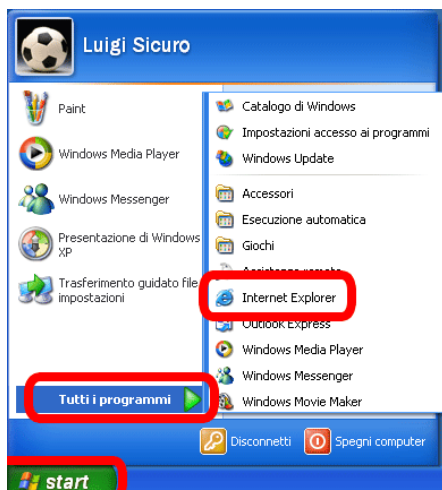 Luigi Sicuro
Paint
Windows Media Player
Windows Messenger
Presentazione di Windows
XP
Trasferimento guidato file
impostazioni
Tutti i programmi
Catalogo di Windows
Impostazioni accesso ai programmi
Windows Update
Accessori
Esecuzione automatica
Giochi
Assistenza remota
Internet Explorer
Outlook Express
Windows Media Player
Windows Messenger
Windows Movie Maker
Disconnetti
Spegni computer
start